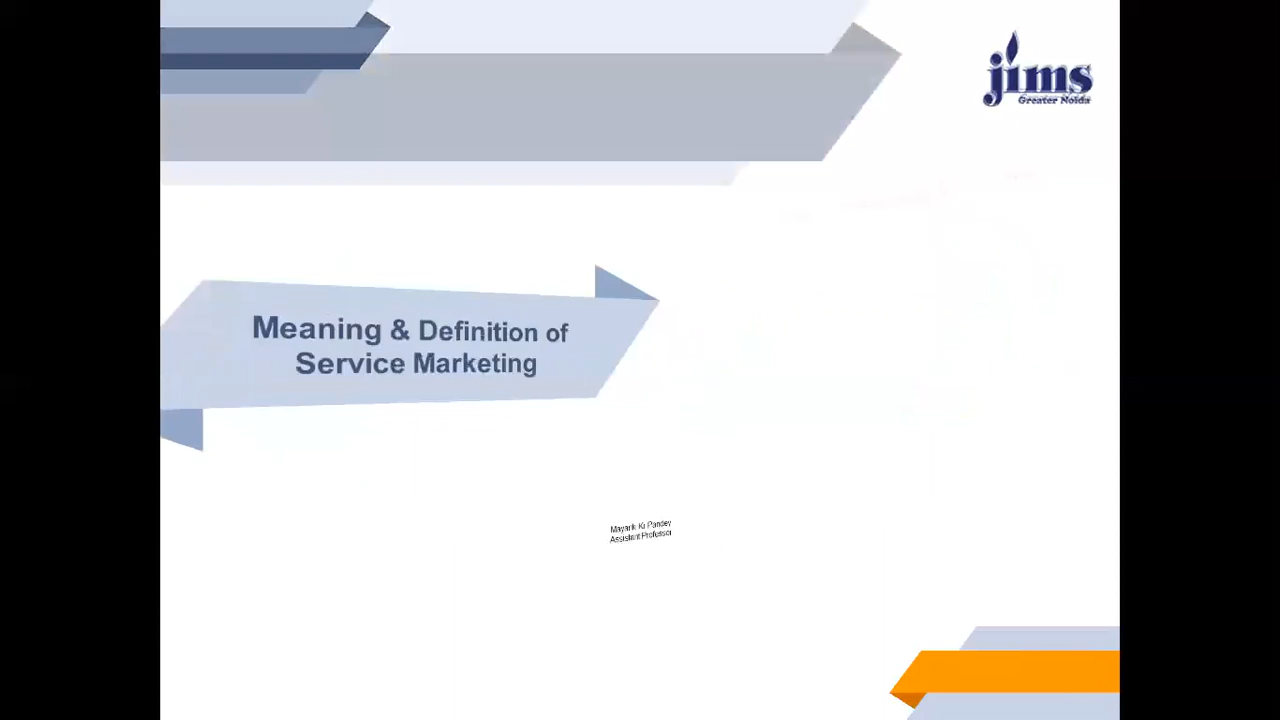 jims
Greater Noida
Meaning & Definition of
Service Marketing
Mayank Kr Pandey
Assistant Professor